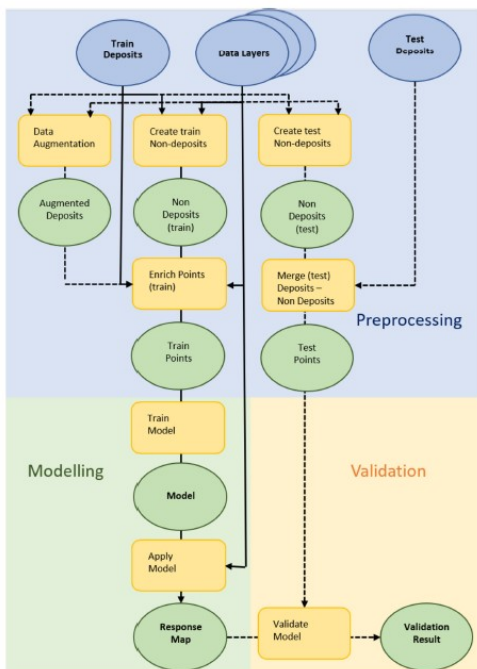 Train
Deposits
Data Layers
Test
Deposits
Data
Augmentation
Create train
Non-deposits
Create test
Non-deposits
Augmented
Deposits
Non
Deposits
(train)
Non
Deposits
(test)
Enrich Points
(train)
Merge (test)
Deposits –
Non Deposits
Preprocessing
Train
Points
Test
Points
Train
Model
Modelling
Validation
Model
Apply
Model
Response
Map
Validate
Model
Validation
Result